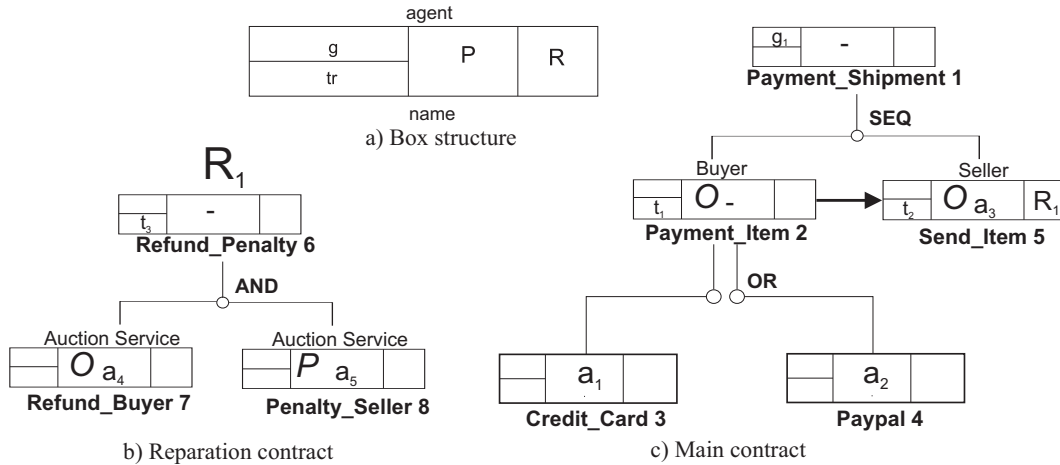 agent
g
tr
P
R
name
a) Box structure
R1
-
t3
Refund_Penalty 6
AND
Auction Service
O a4
Refund_Buyer 7
Auction Service
P a5
Penalty_Seller 8
b) Reparation contract
g1
-
Payment_Shipment 1
SEQ
Buyer
t1
O -
Payment_Item 2
Seller
t2
O a3
R1
Send_Item 5
OR
a1
Credit_Card 3
a2
Paypal 4
c) Main contract